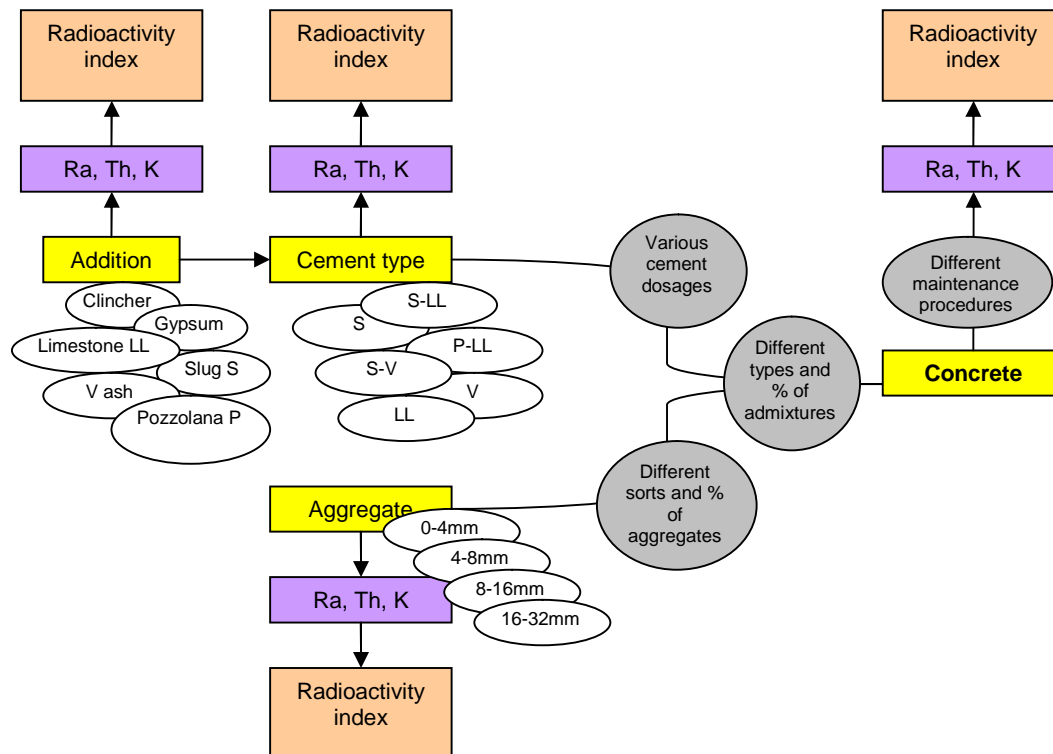 Radioactivity
index
Radioactivity
index
Radioactivity
index
Ra, Th, K
Ra, Th, K
Ra, Th, K
Addition
Cement type
Various
cement
dosages
Different
maintenance
procedures
Clincher
Gypsum
Limestone LL
Slug S
V ash
Pozzolana P
S-LL
S
P-LL
S-V
V
LL
Different
types and
% of
admixtures
Concrete
Aggregate
0-4mm
4-8mm
8-16mm
16-32mm
Different
sorts and %
of
aggregates
Ra, Th, K
Radioactivity
index